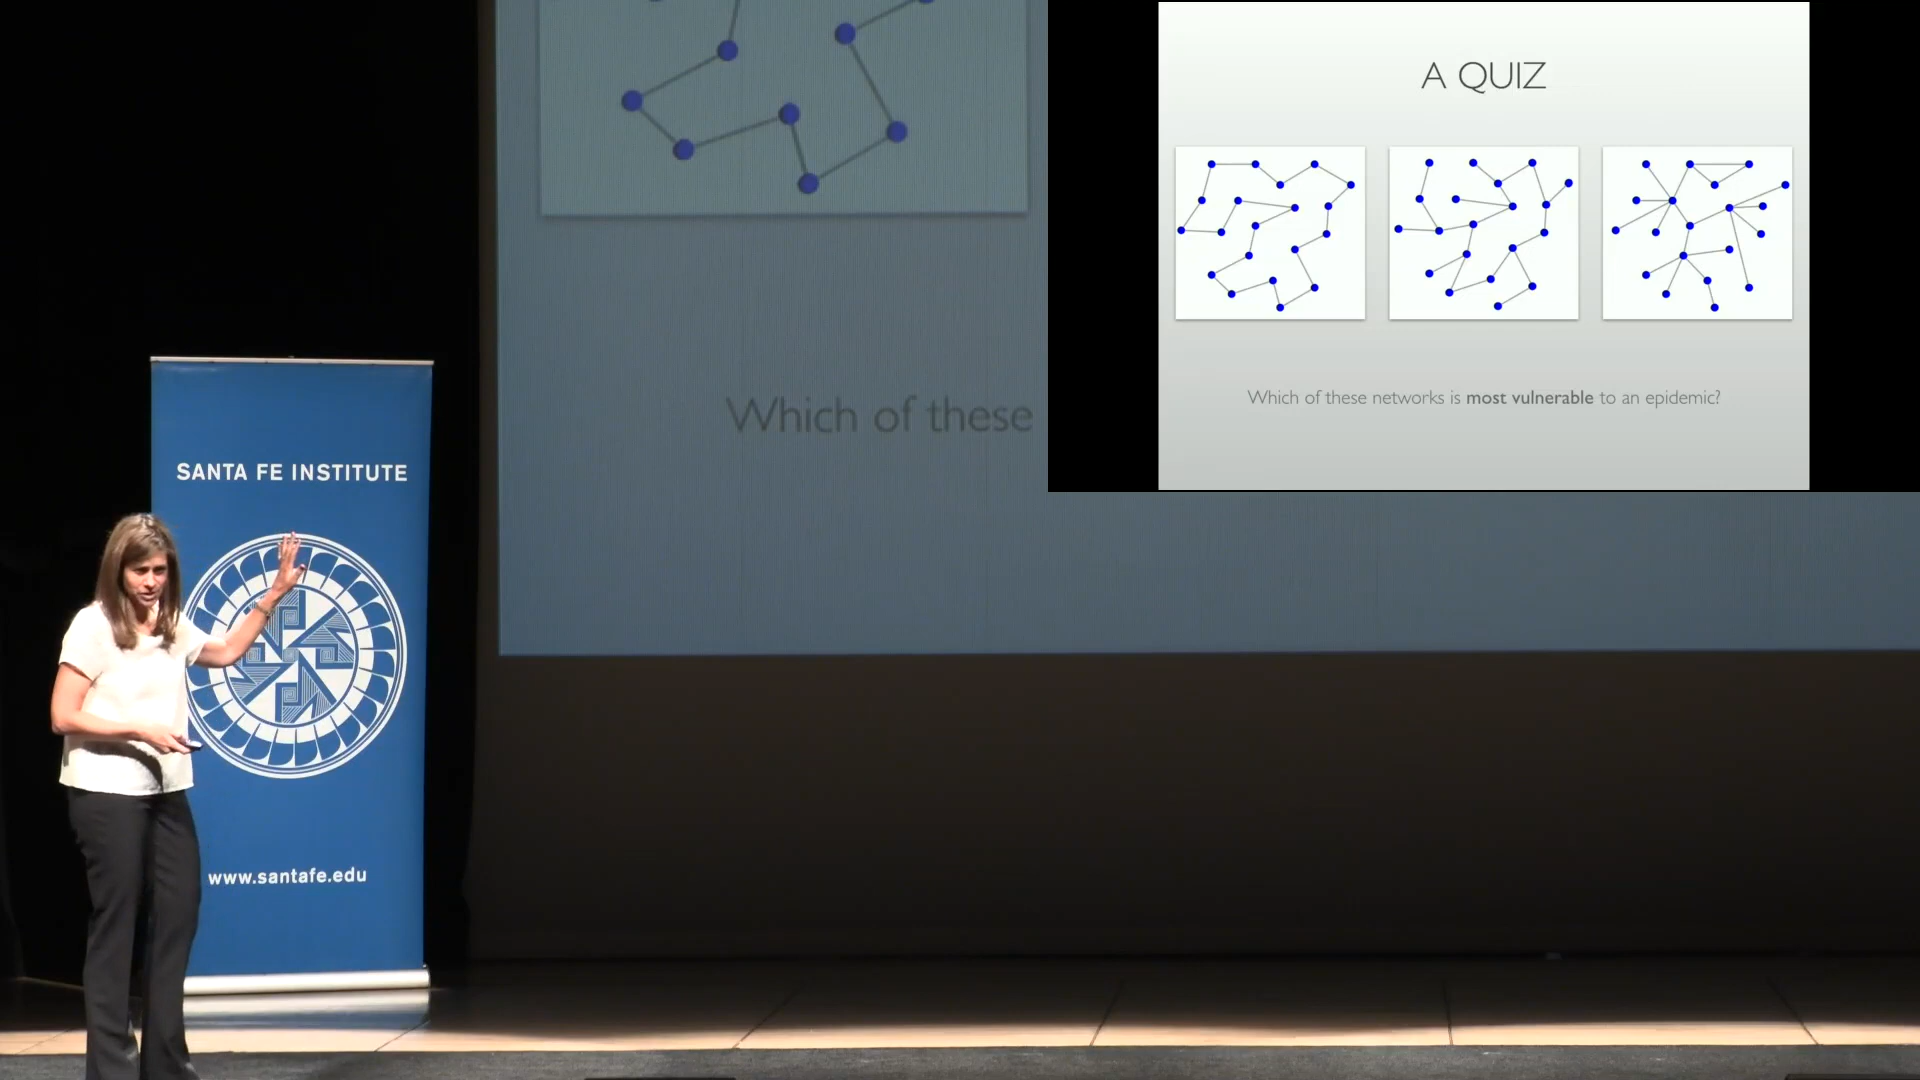 A QUIZ
Which of these networks is most vulnerable to an epidemic?
Which of these
SANTA FE INSTITUTE
www.santafe.edu